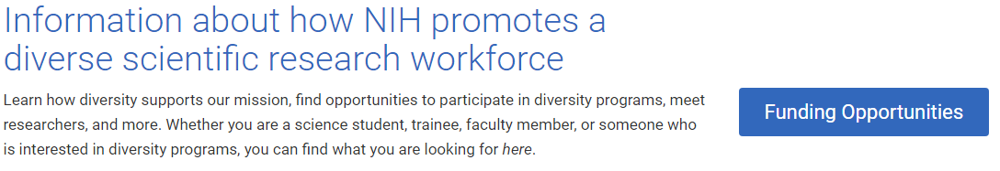 Information about how NIH promotes a
diverse scientific research workforce
Learn how diversity supports our mission, find opportunities to participate in diversity programs, meet
researchers, and more. Whether you are a science student, trainee, faculty member, or someone who
is interested in diversity programs, you can find what you are looking for here.
Funding Opportunities